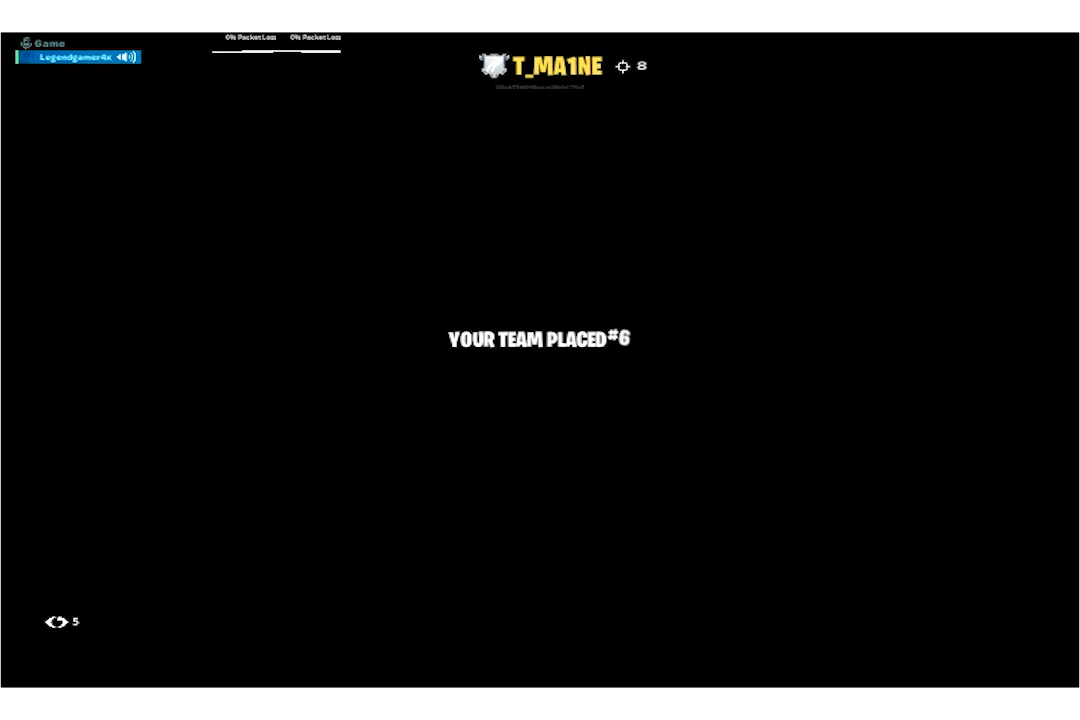 Game
Legendgamer4x
0% Packet Loss 0% Packet Loss
T_MA1NE 8
YOUR TEAM PLACED #6
5